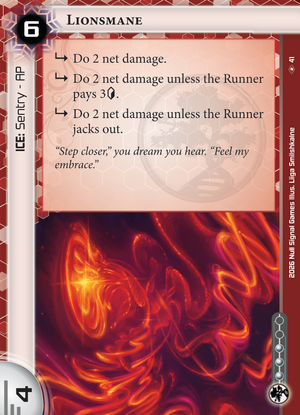 6
Lionsmane
↳ Do 2 net damage.
↳ Do 2 net damage unless the Runner
pays 3.
↳ Do 2 net damage unless the Runner
jacks out.
“Step closer,” you dream you hear. “Feel my
embrace.”
ICE: Sentry - AP
41
2026 Null Signal Games Illus. Liiga Smilshkalne
4